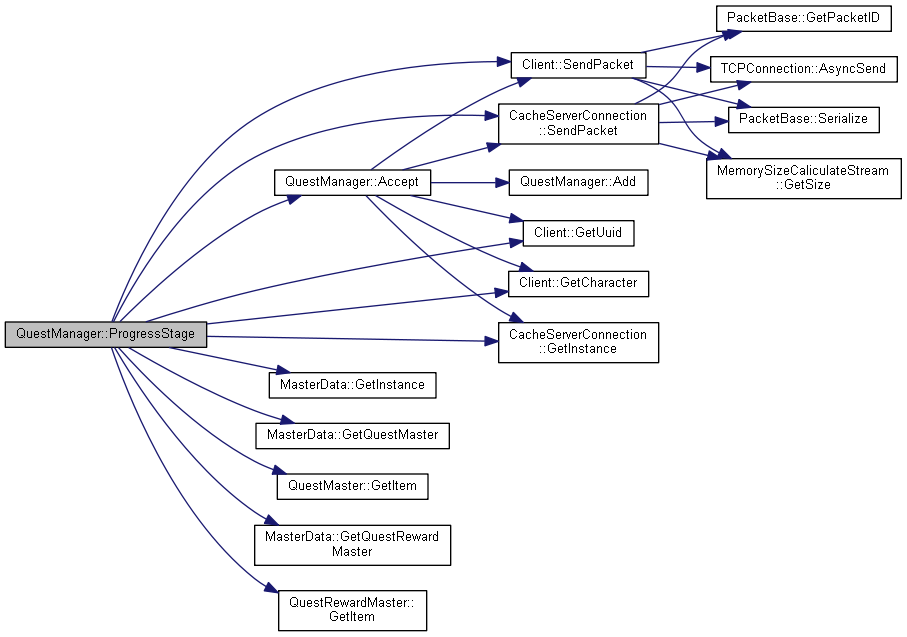 PacketBase::GetPacketID
Client::SendPacket
TCPConnection::AsyncSend
CacheServerConnection
::SendPacket
PacketBase::Serialize
QuestManager::Accept
QuestManager::Add
MemorySizeCaliculateStream
::GetSize
Client::GetUuid
Client::GetCharacter
QuestManager::ProgressStage
CacheServerConnection
::GetInstance
MasterData::GetInstance
MasterData::GetQuestMaster
QuestMaster::GetItem
MasterData::GetQuestReward
Master
QuestRewardMaster::
GetItem